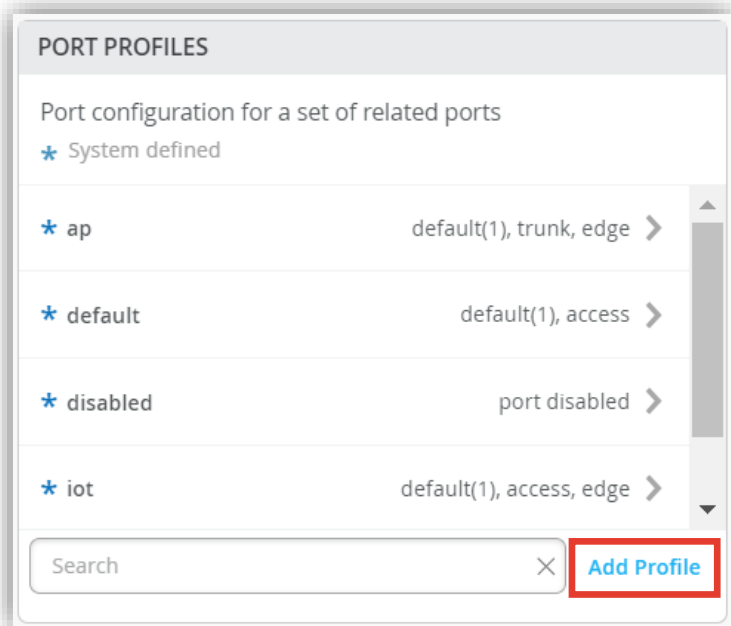 PORT PROFILES
Port configuration for a set of related ports
* System defined
* ap default(1), trunk, edge
* default default(1), access
* disabled port disabled
* iot default(1), access, edge
Search Add Profile